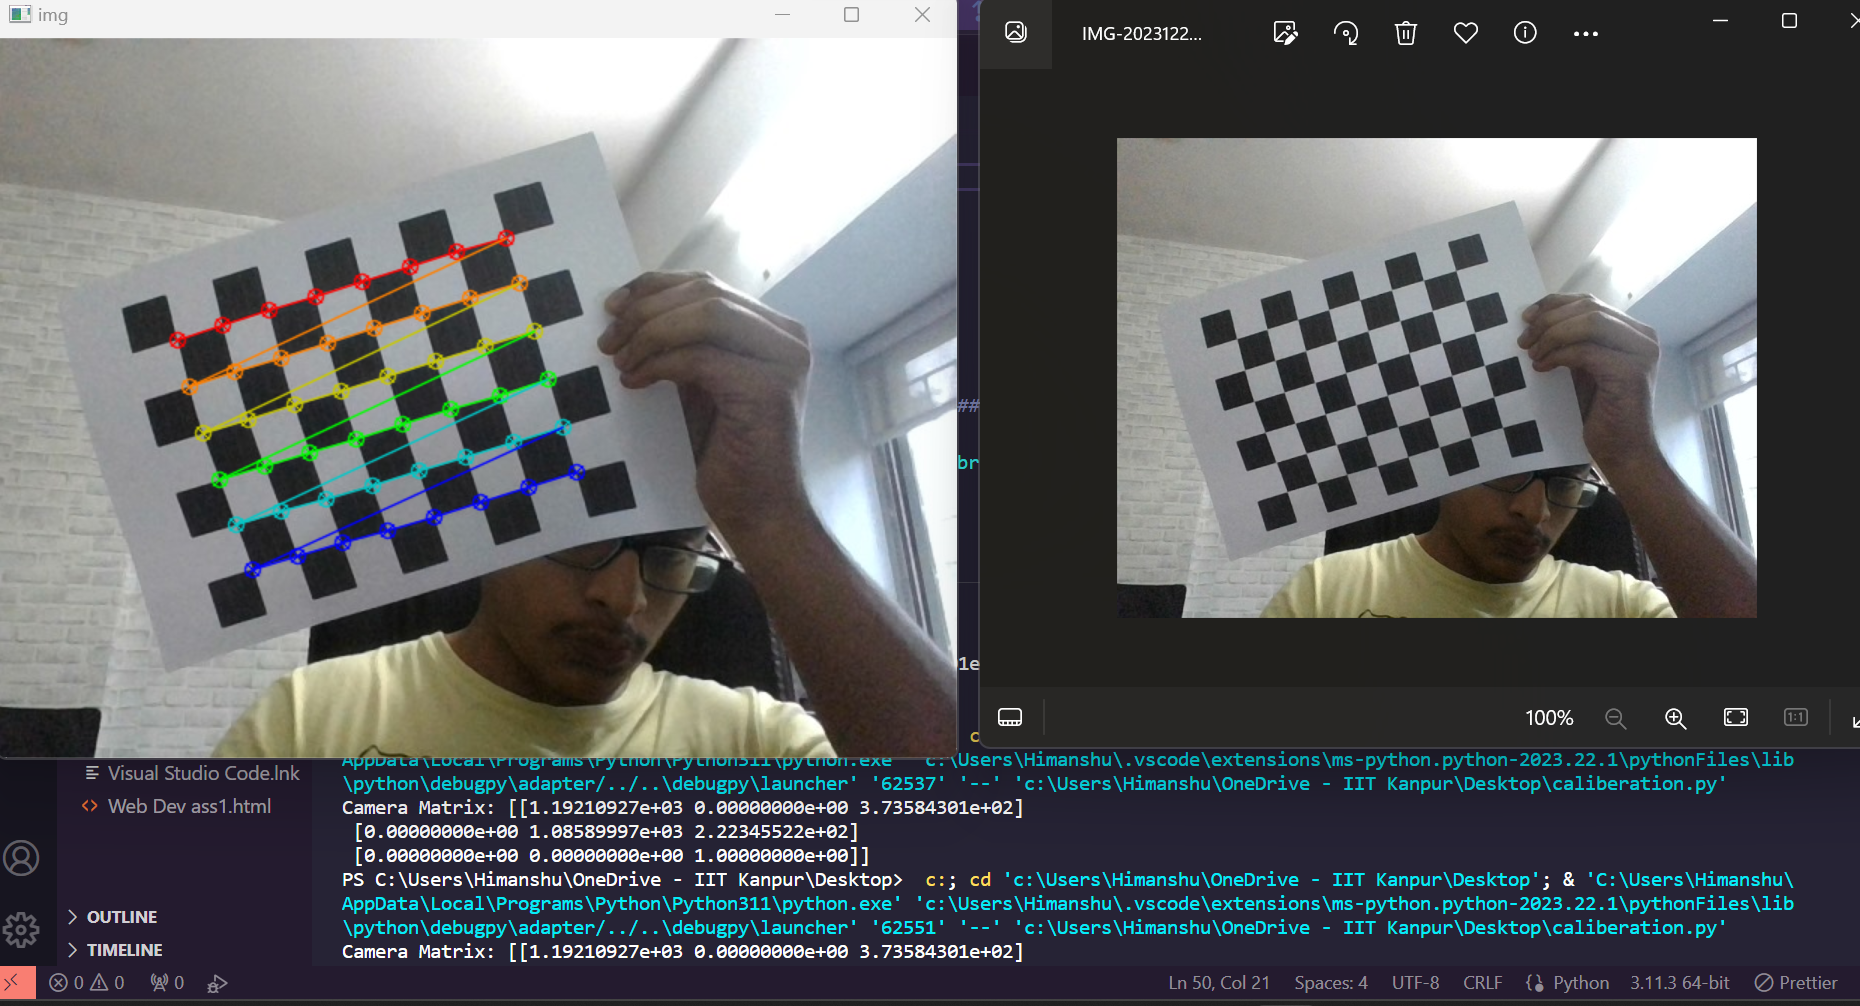 img
IMG-2023122...
##
br
1e
100%
1:1
c
Visual Studio Code.lnk
Web Dev ass1.html
OUTLINE
TIMELINE
AppData\Local\Programs\Python\Python311\python.exe' 'c:\Users\Himanshu\.vscode\extensions\ms-python.python-2023.22.1\pythonFiles\lib
\python\debugpy\adapter/../..\debugpy\launcher' '62537' '--' 'c:\Users\Himanshu\OneDrive - IIT Kanpur\Desktop\caliberation.py'
Camera Matrix: [[1.19210927e+03 0.00000000e+00 3.73584301e+02]
[0.00000000e+00 1.08589997e+03 2.22345522e+02]
[0.00000000e+00 0.00000000e+00 1.00000000e+00]]
PS C:\Users\Himanshu\OneDrive - IIT Kanpur\Desktop>  c:; cd 'c:\Users\Himanshu\OneDrive - IIT Kanpur\Desktop'; & 'C:\Users\Himanshu\
AppData\Local\Programs\Python\Python311\python.exe' 'c:\Users\Himanshu\.vscode\extensions\ms-python.python-2023.22.1\pythonFiles\lib
\python\debugpy\adapter/../..\debugpy\launcher' '62551' '--' 'c:\Users\Himanshu\OneDrive - IIT Kanpur\Desktop\caliberation.py'
Camera Matrix: [[1.19210927e+03 0.00000000e+00 3.73584301e+02]
0 0 0 Ln 50, Col 21 Spaces: 4 UTF-8 CRLF Python 3.11.3 64-bit Prettier